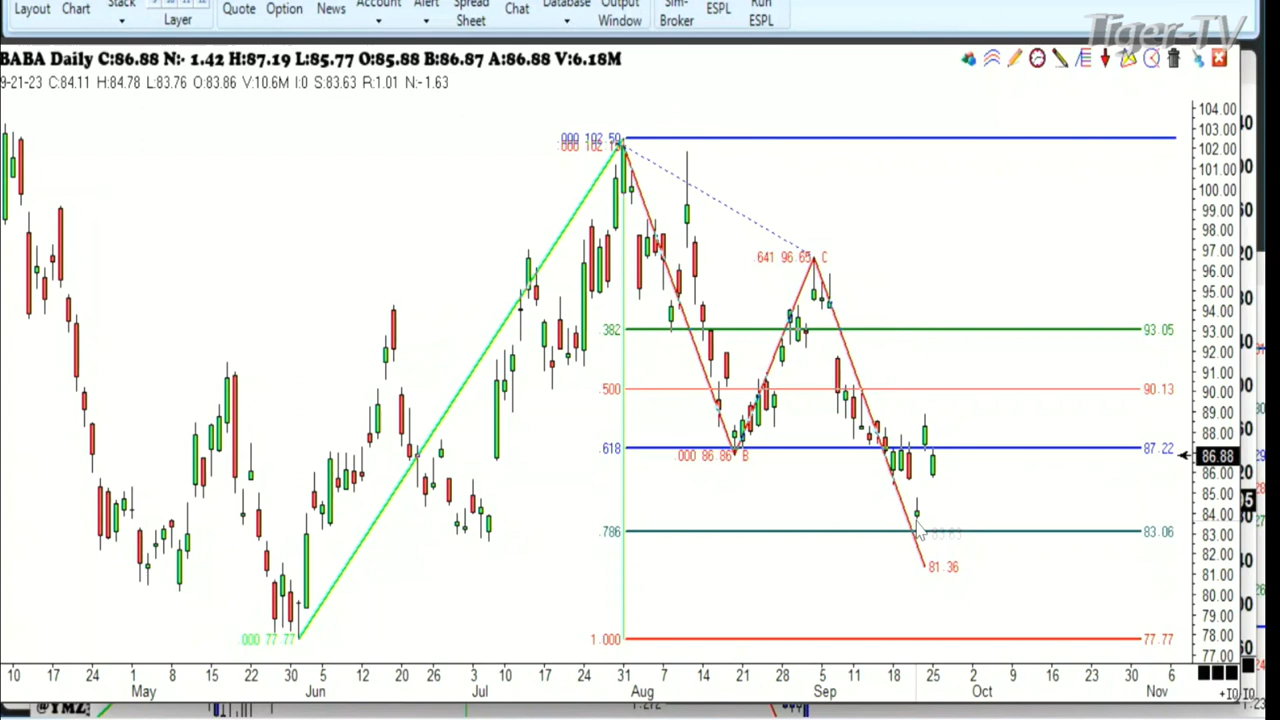 Layout Chart Stack Layer Quote Option News Account Alert Spread Sheet Chat Database Output Window Sim-Broker ESPL Run ESPL
Tiger-TV
BABA Daily C:86.88 N:- 1.42 H:87.19 L:85.77 O:85.88 B:86.87 A:86.88 V:6.18M
9-21-23 C:84.11 H:84.78 L:83.76 O:83.86 V:10.6M I:0 S:83.63 R:1.01 N:-1.63
104.00
103.00
.000 102.50
102.00
101.00
100.00
99.00
98.00
97.00
.641 96.65 C
96.00
95.00
94.00
.382 93.05 93.00
92.00
91.00
.500 90.13 90.00
89.00
88.00
.618 87.22
.000 86.86 B
86.88
86.00
85.00
84.00
.786 83.06 83.00
82.00
81.36 81.00
80.00
79.00
.000 77.77 1.000 77.77 78.00
77.00
10 17 24 1 8 15 22 30 5 12 20 26 3 10 17 24 31 7 14 21 28 5 11 18 25 2 9 16 23 30 6
May Jun Jul Aug Sep Oct Nov
@YMZ